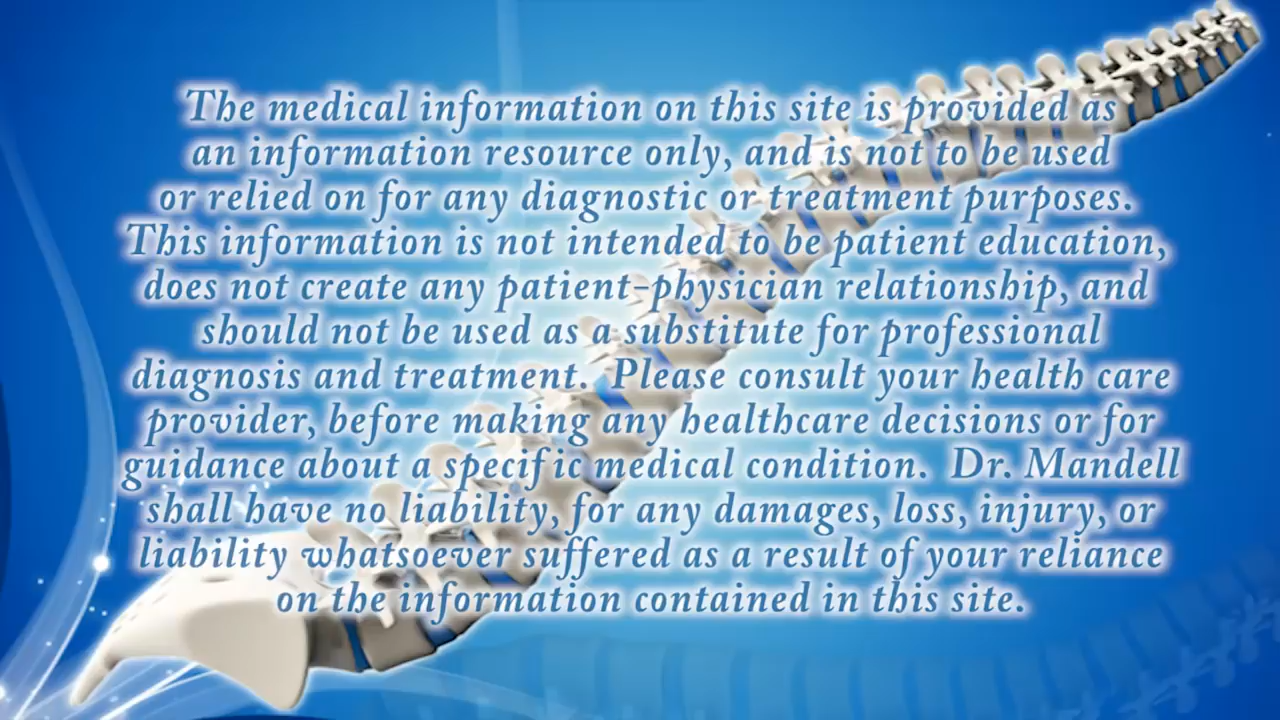 The medical information on this site is provided as
an information resource only, and is not to be used
or relied on for any diagnostic or treatment purposes.
This information is not intended to be patient education,
does not create any patient-physician relationship, and
should not be used as a substitute for professional
diagnosis and treatment. Please consult your health care
provider, before making any healthcare decisions or for
guidance about a specific medical condition. Dr. Mandell
shall have no liability, for any damages, loss, injury, or
liability whatsoever suffered as a result of your reliance
on the information contained in this site.